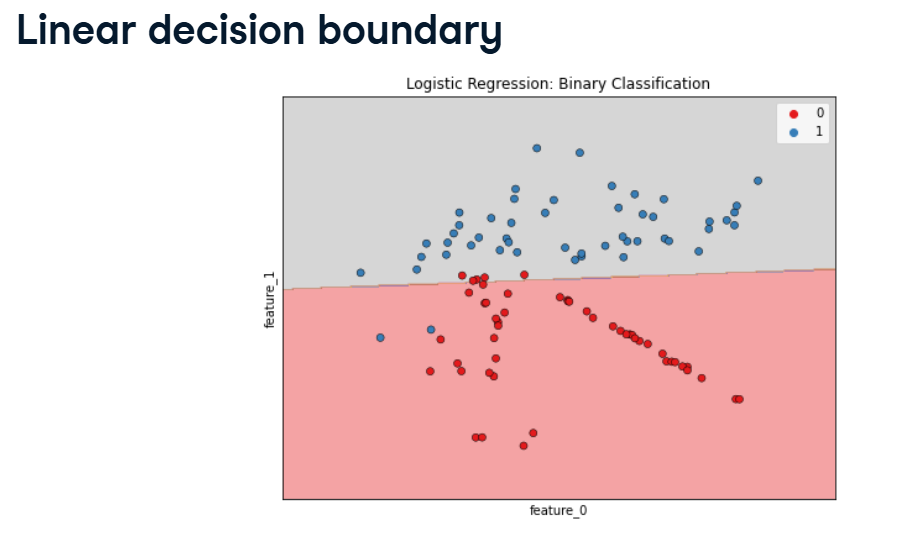 Linear decision boundary
Logistic Regression: Binary Classification
0
1
feature_1
feature_0